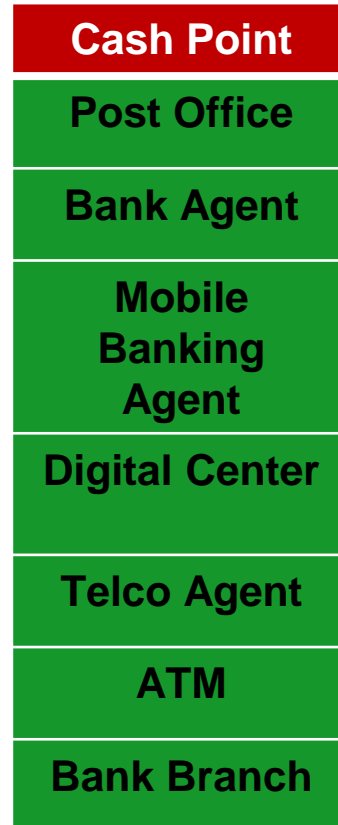 Cash Point
Post Office
Bank Agent
Mobile
Banking
Agent
Digital Center
Telco Agent
ATM
Bank Branch